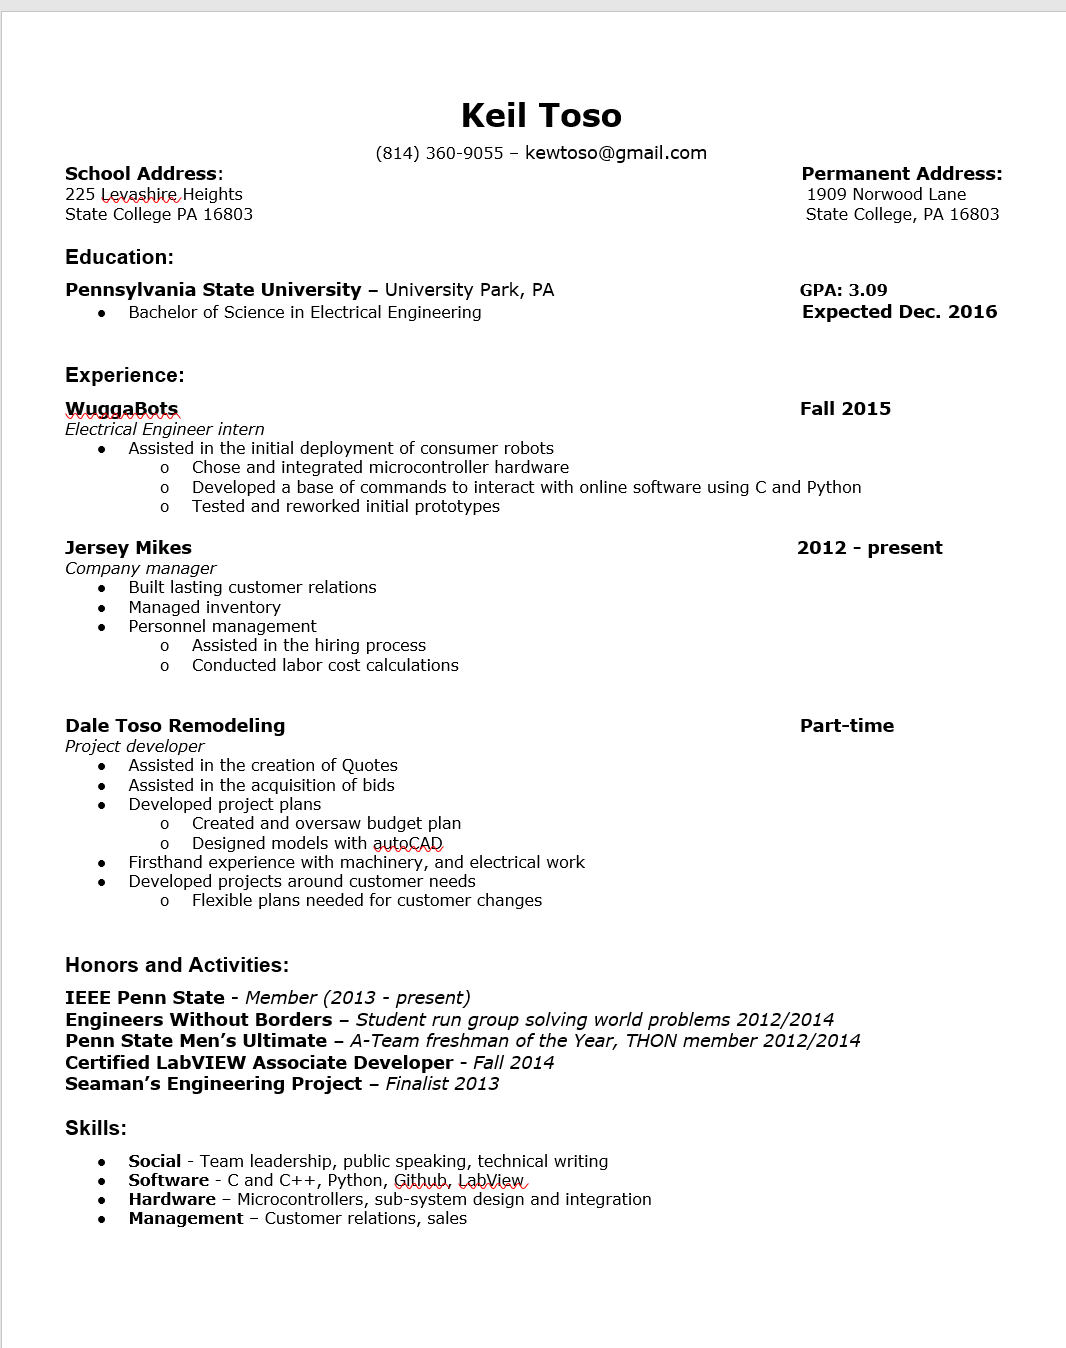 Keil Toso
(814) 360-9055 – kewtoso@gmail.com
School Address: Permanent Address:
225 Levashire Heights 1909 Norwood Lane
State College PA 16803 State College, PA 16803
Education:
Pennsylvania State University – University Park, PA GPA: 3.09
● Bachelor of Science in Electrical Engineering Expected Dec. 2016
Experience:
WuggaBots Fall 2015
Electrical Engineer intern
● Assisted in the initial deployment of consumer robots
o Chose and integrated microcontroller hardware
o Developed a base of commands to interact with online software using C and Python
o Tested and reworked initial prototypes
Jersey Mikes 2012 - present
Company manager
● Built lasting customer relations
● Managed inventory
● Personnel management
o Assisted in the hiring process
o Conducted labor cost calculations
Dale Toso Remodeling Part-time
Project developer
● Assisted in the creation of Quotes
● Assisted in the acquisition of bids
● Developed project plans
o Created and oversaw budget plan
o Designed models with autoCAD
● Firsthand experience with machinery, and electrical work
● Developed projects around customer needs
o Flexible plans needed for customer changes
Honors and Activities:
IEEE Penn State - Member (2013 - present)
Engineers Without Borders – Student run group solving world problems 2012/2014
Penn State Men’s Ultimate – A-Team freshman of the Year, THON member 2012/2014
Certified LabVIEW Associate Developer - Fall 2014
Seaman’s Engineering Project – Finalist 2013
Skills:
● Social - Team leadership, public speaking, technical writing
● Software - C and C++, Python, Github, LabView
● Hardware – Microcontrollers, sub-system design and integration
● Management – Customer relations, sales